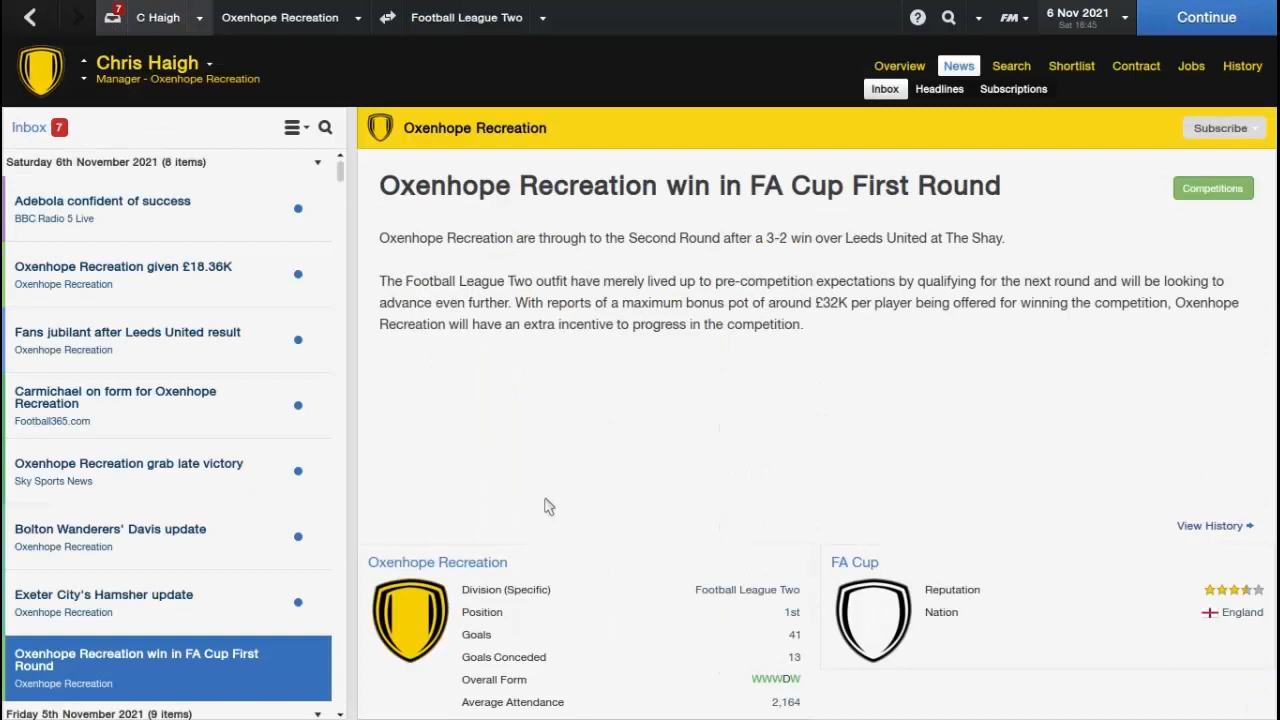 7
C Haigh
Oxenhope Recreation
Football League Two
FM
6 Nov 2021
Sat 16:45
Continue
Chris Haigh
Manager - Oxenhope Recreation
Overview
News
Search
Shortlist
Contract
Jobs
History
Inbox
Headlines
Subscriptions
Inbox 7
Saturday 6th November 2021 (8 items)
Adebola confident of success
BBC Radio 5 Live
Oxenhope Recreation given £18.36K
Oxenhope Recreation
Fans jubilant after Leeds United result
Oxenhope Recreation
Carmichael on form for Oxenhope
Recreation
Football365.com
Oxenhope Recreation grab late victory
Sky Sports News
Bolton Wanderers' Davis update
Oxenhope Recreation
Exeter City's Hamsher update
Oxenhope Recreation
Oxenhope Recreation win in FA Cup First
Round
Oxenhope Recreation
Friday 5th November 2021 (9 items)
Oxenhope Recreation
Subscribe
Oxenhope Recreation win in FA Cup First Round
Competitions
Oxenhope Recreation are through to the Second Round after a 3-2 win over Leeds United at The Shay.
The Football League Two outfit have merely lived up to pre-competition expectations by qualifying for the next round and will be looking to
advance even further. With reports of a maximum bonus pot of around £32K per player being offered for winning the competition, Oxenhope
Recreation will have an extra incentive to progress in the competition.
View History
Oxenhope Recreation
Division (Specific) Football League Two
Position 1st
Goals 41
Goals Conceded 13
Overall Form WWWDW
Average Attendance 2,164
FA Cup
Reputation
Nation England